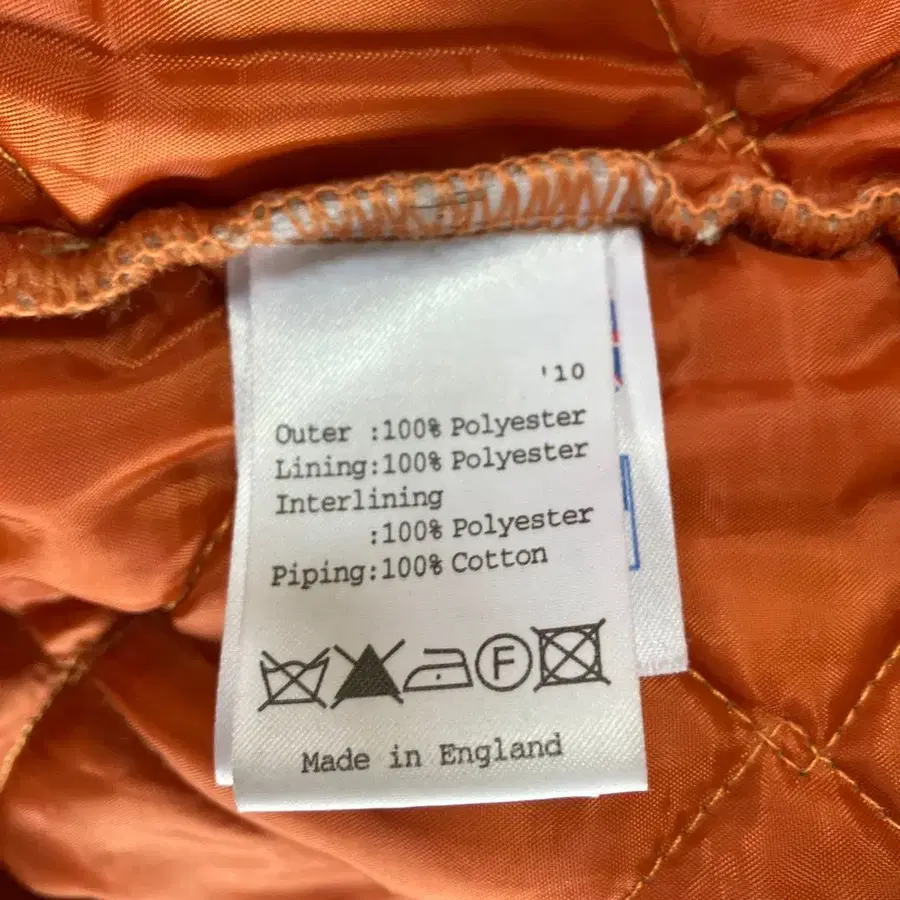 '10
Outer :100% Polyester
Lining:100% Polyester
Interlining
:100% Polyester
Piping:100% Cotton
F
Made in England